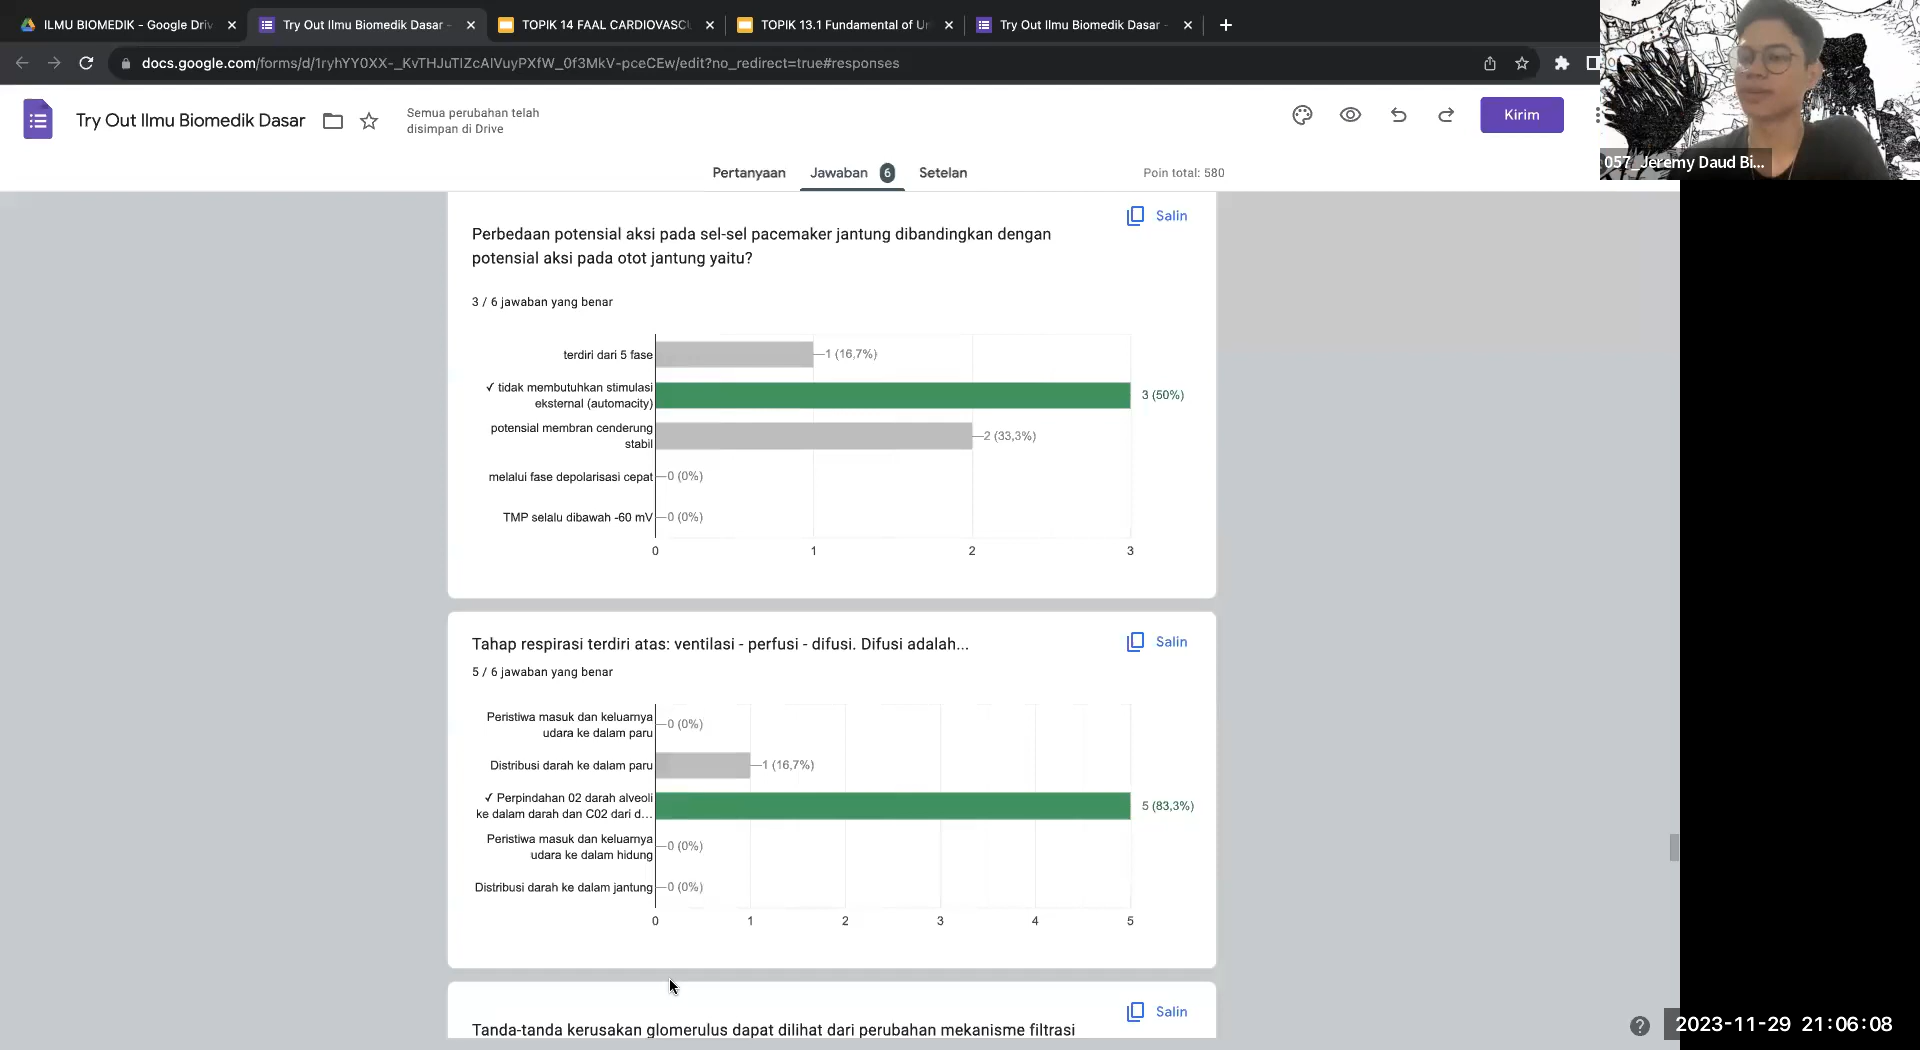 ILMU BIOMEDIK - Google Driv
Try Out Ilmu Biomedik Dasar -
TOPIK 14 FAAL CARDIOVASCU
TOPIK 13.1 Fundamental of Ur
Try Out Ilmu Biomedik Dasar -
docs.google.com/forms/d/1ryhYY0XX-_KvTHJuTlZcAlVuyPXfW_0f3MkV-pceCEw/edit?no_redirect=true#responses
057_Jeremy Daud Bi...
Try Out Ilmu Biomedik Dasar
Semua perubahan telah
disimpan di Drive
Kirim
Pertanyaan
Jawaban 6
Setelan
Poin total: 580
Salin
Perbedaan potensial aksi pada sel-sel pacemaker jantung dibandingkan dengan
potensial aksi pada otot jantung yaitu?
3 / 6 jawaban yang benar
terdiri dari 5 fase
1 (16,7%)
✓ tidak membutuhkan stimulasi
eksternal (automacity)
3 (50%)
potensial membran cenderung
stabil
2 (33,3%)
melalui fase depolarisasi cepat
0 (0%)
TMP selalu dibawah -60 mV
0 (0%)
0 1 2 3
Salin
Tahap respirasi terdiri atas: ventilasi - perfusi - difusi. Difusi adalah...
5 / 6 jawaban yang benar
Peristiwa masuk dan keluarnya
udara ke dalam paru
0 (0%)
Distribusi darah ke dalam paru
1 (16,7%)
✓ Perpindahan 02 darah alveoli
ke dalam darah dan C02 dari d...
5 (83,3%)
Peristiwa masuk dan keluarnya
udara ke dalam hidung
0 (0%)
Distribusi darah ke dalam jantung
0 (0%)
0 1 2 3 4 5
Salin
Tanda-tanda kerusakan glomerulus dapat dilihat dari perubahan mekanisme filtrasi
2023-11-29 21:06:08